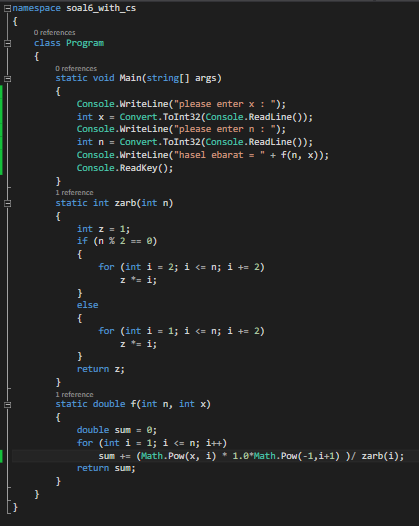 namespace soal6_with_cs
{
0 references
class Program
{
0 references
static void Main(string[] args)
{
Console.WriteLine("please enter x : ");
int x = Convert.ToInt32(Console.ReadLine());
Console.WriteLine("please enter n : ");
int n = Convert.ToInt32(Console.ReadLine());
Console.WriteLine("hasel ebarat = " + f(n, x));
Console.ReadKey();
}
1 reference
static int zarb(int n)
{
int z = 1;
if (n % 2 == 0)
{
for (int i = 2; i <= n; i += 2)
z *= i;
}
else
{
for (int i = 1; i <= n; i += 2)
z *= i;
}
return z;
}
1 reference
static double f(int n, int x)
{
double sum = 0;
for (int i = 1; i <= n; i++)
sum += (Math.Pow(x, i) * 1.0*Math.Pow(-1,i+1) )/ zarb(i);
return sum;
}
}
}